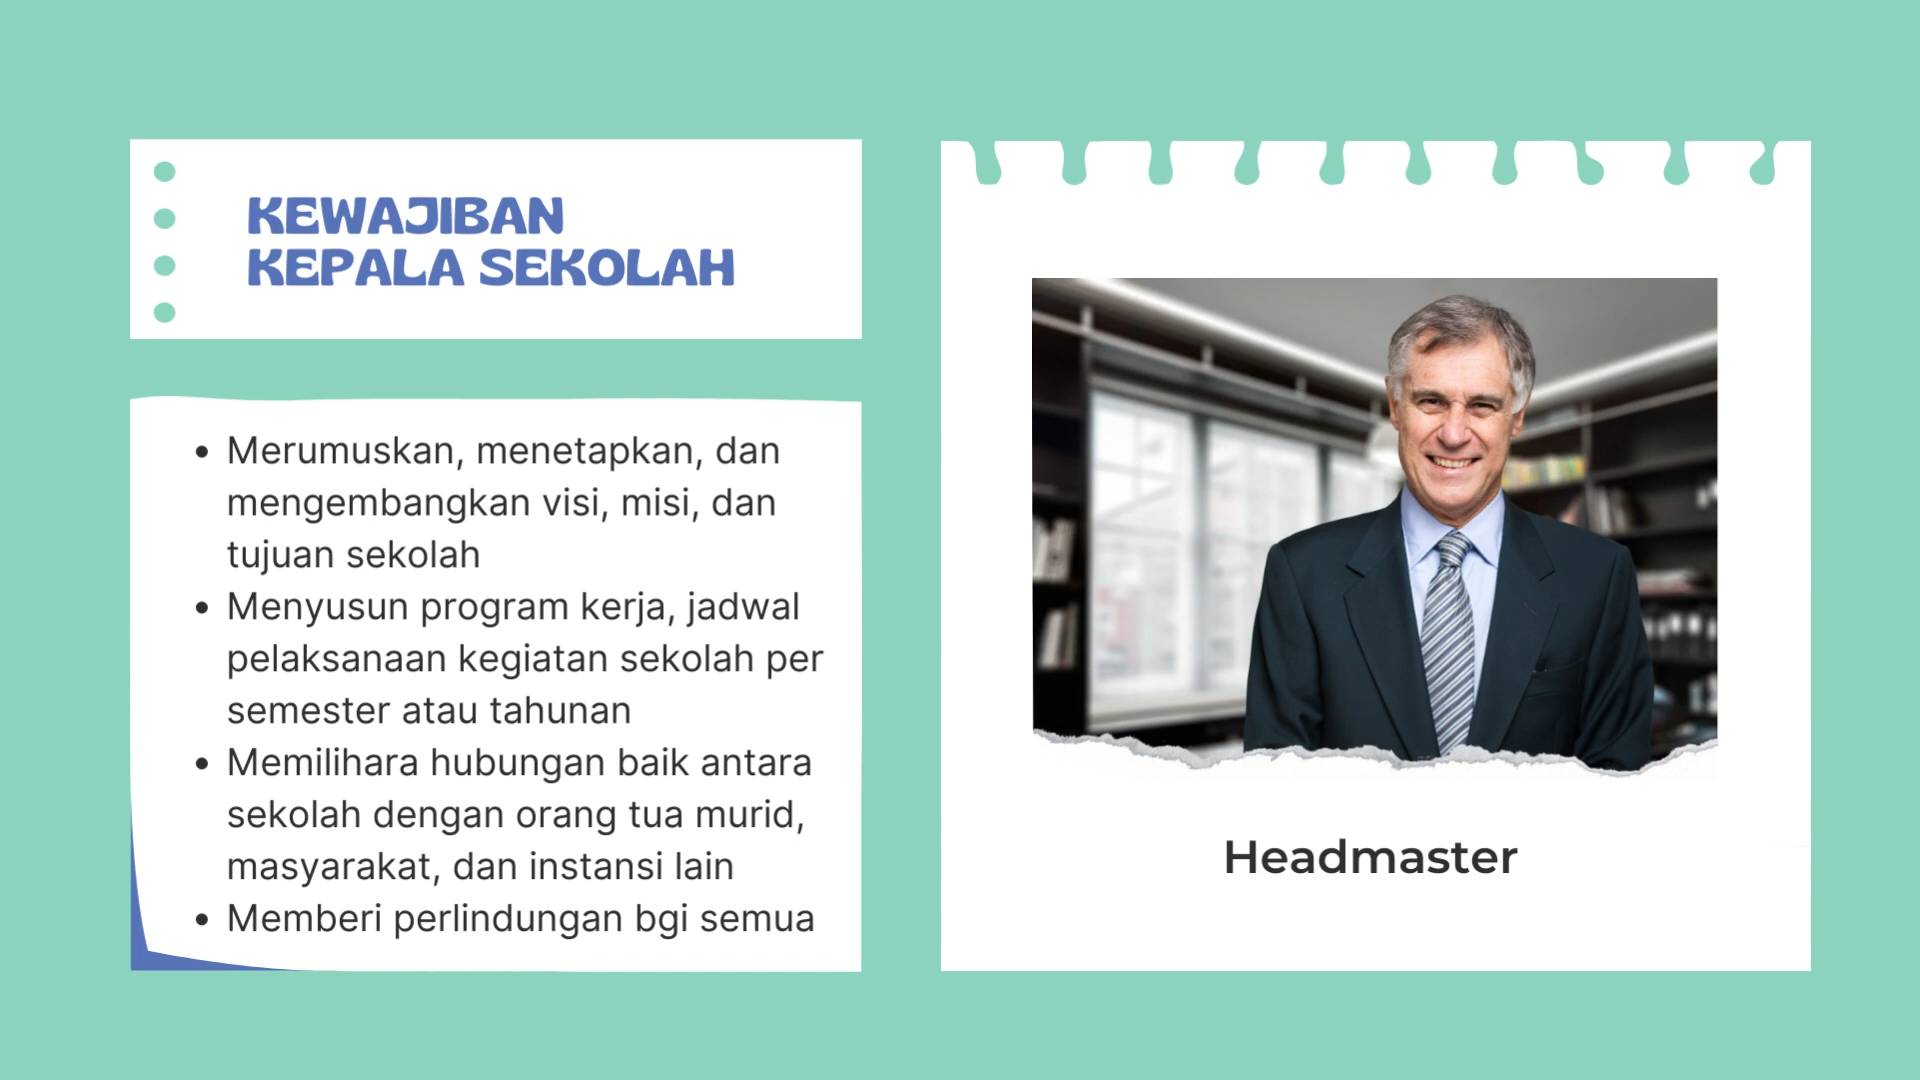 KEWAJIBAN
KEPALA SEKOLAH
• Merumuskan, menetapkan, dan
mengembangkan visi, misi, dan
tujuan sekolah
• Menyusun program kerja, jadwal
pelaksanaan kegiatan sekolah per
semester atau tahunan
• Memilihara hubungan baik antara
sekolah dengan orang tua murid,
masyarakat, dan instansi lain
• Memberi perlindungan bgi semua
Headmaster